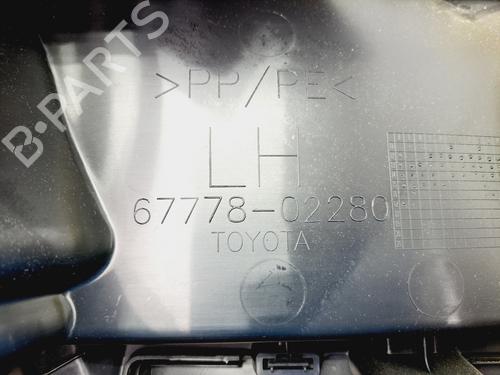 B-PARTS
>PP/PE<
LH
67778-02280
TOYOTA